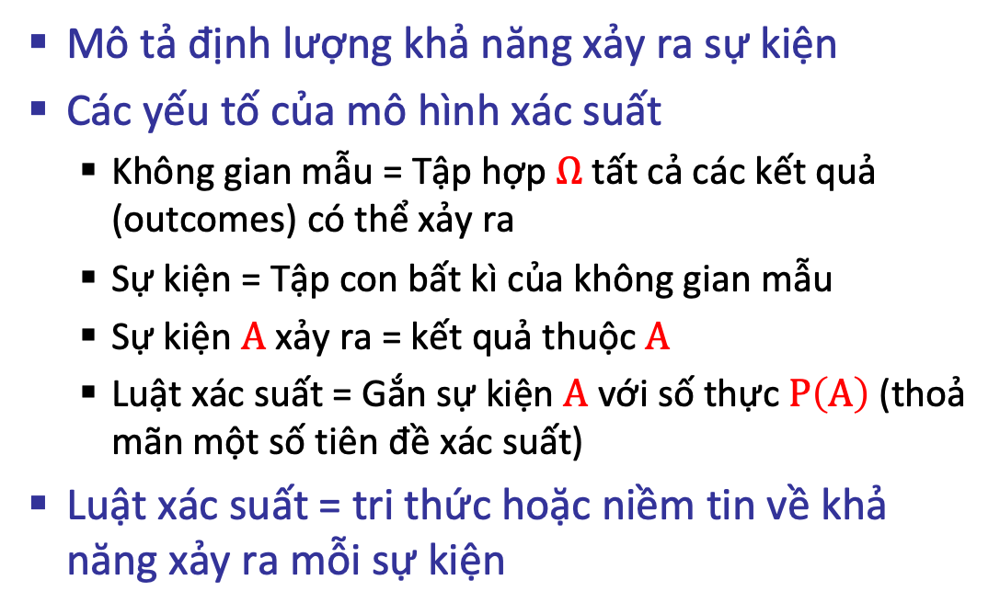 ▪ Mô tả định lượng khả năng xảy ra sự kiện
▪ Các yếu tố của mô hình xác suất
▪ Không gian mẫu = Tập hợp Ω tất cả các kết quả
(outcomes) có thể xảy ra
▪ Sự kiện = Tập con bất kì của không gian mẫu
▪ Sự kiện A xảy ra = kết quả thuộc A
▪ Luật xác suất = Gắn sự kiện A với số thực P(A) (thoả
mãn một số tiên đề xác suất)
▪ Luật xác suất = tri thức hoặc niềm tin về khả
năng xảy ra mỗi sự kiện